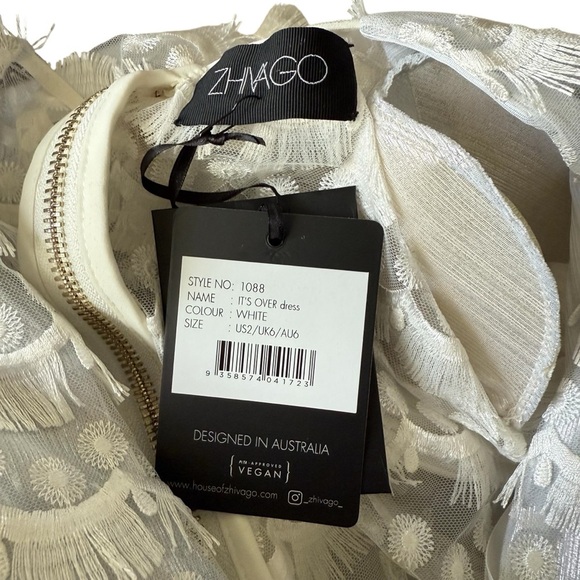 ZHIVAGO
STYLE NO: 1088
NAME : IT'S OVER dress
COLOUR : WHITE
SIZE : US2/UK6/AU6
9 358574 041723
DESIGNED IN AUSTRALIA
APPROVED
VEGAN
www.houseofzhivago.com _zhivago_